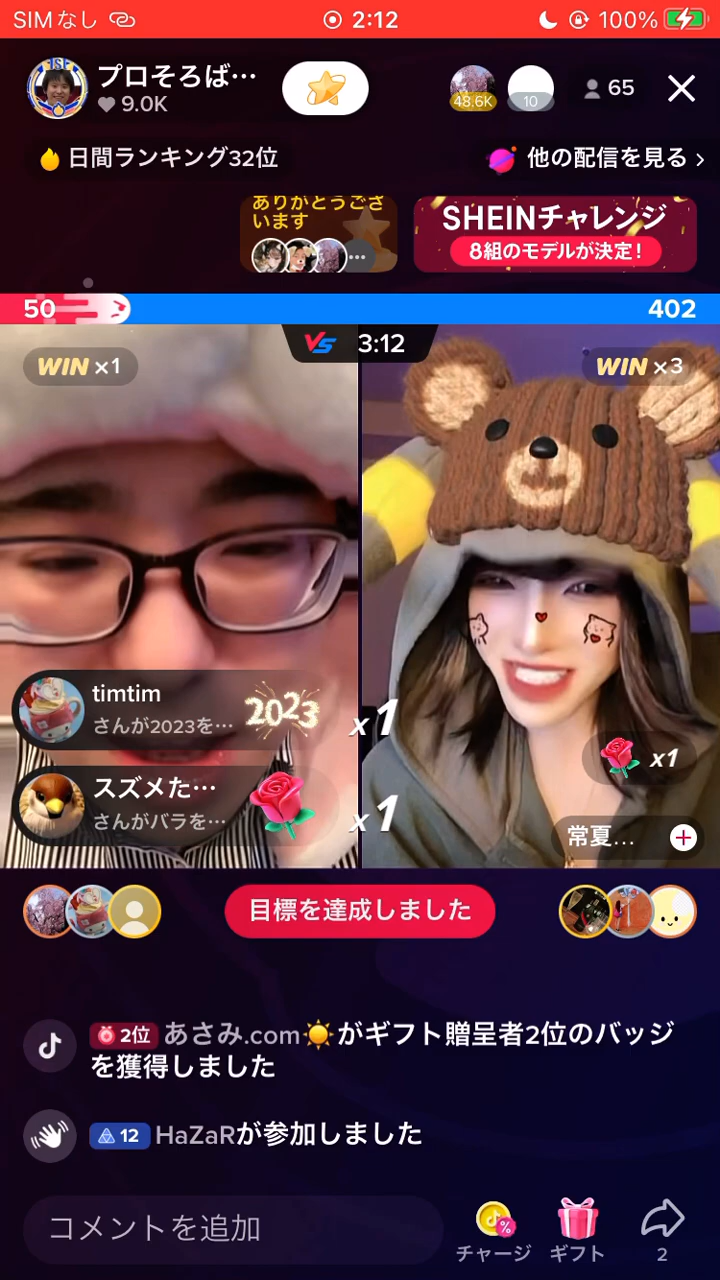 SIMなし 2:12 100%
プロそろば…
9.0K
48.6K 10 65
日間ランキング32位 他の配信を見る
ありがとうござ
います
SHEINチャレンジ
8組のモデルが決定!
50 402
VS 3:12
WIN x1 WIN x3
timtim
さんが2023を… 2023 x1
スズメた…
さんがバラを… x1
x1
常夏…
目標を達成しました
2位 あさみ.com☀️がギフト贈呈者2位のバッジ
を獲得しました
12 HaZaRが参加しました
コメントを追加
チャージ ギフト 2